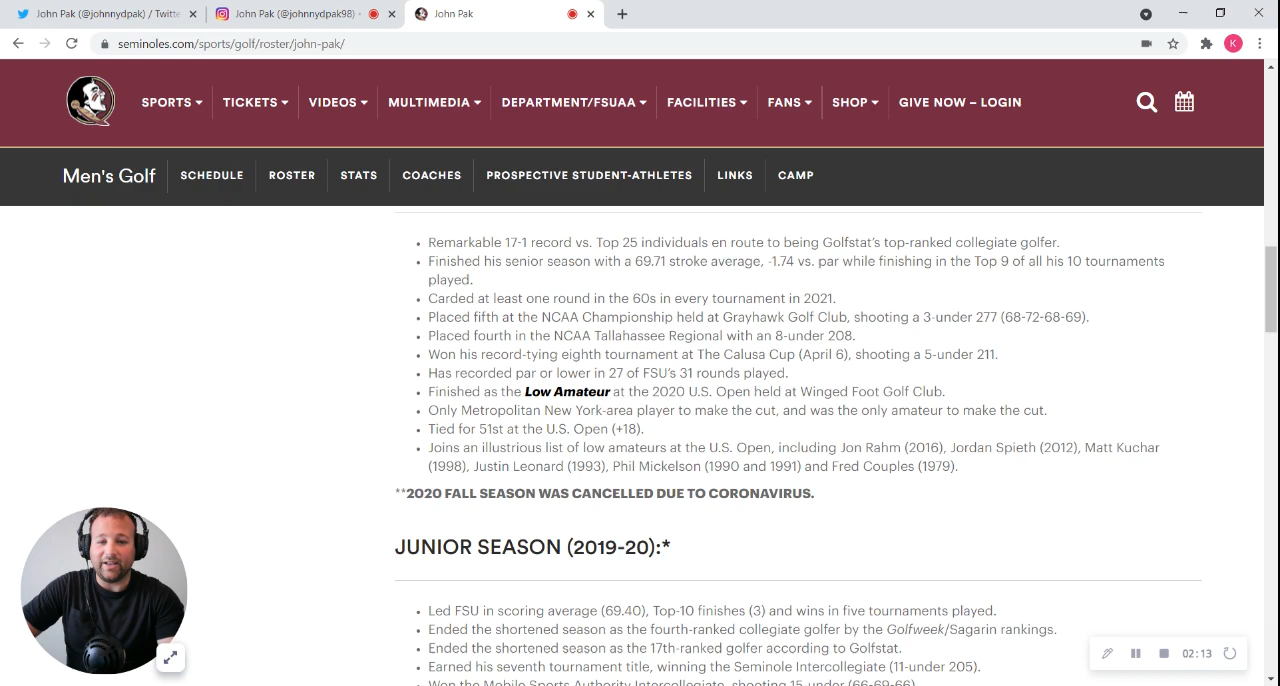 John Pak (@johnnydpak) / Twitte
John Pak (@johnnydpak98)
John Pak
seminoles.com/sports/golf/roster/john-pak/
K
SPORTS TICKETS VIDEOS MULTIMEDIA DEPARTMENT/FSUAA FACILITIES FANS SHOP GIVE NOW – LOGIN
Men's Golf SCHEDULE ROSTER STATS COACHES PROSPECTIVE STUDENT-ATHLETES LINKS CAMP
• Remarkable 17-1 record vs. Top 25 individuals en route to being Golfstat's top-ranked collegiate golfer.
• Finished his senior season with a 69.71 stroke average, -1.74 vs. par while finishing in the Top 9 of all his 10 tournaments
played.
• Carded at least one round in the 60s in every tournament in 2021.
• Placed fifth at the NCAA Championship held at Grayhawk Golf Club, shooting a 3-under 277 (68-72-68-69).
• Placed fourth in the NCAA Tallahassee Regional with an 8-under 208.
• Won his record-tying eighth tournament at The Calusa Cup (April 6), shooting a 5-under 211.
• Has recorded par or lower in 27 of FSU's 31 rounds played.
• Finished as the Low Amateur at the 2020 U.S. Open held at Winged Foot Golf Club.
• Only Metropolitan New York-area player to make the cut, and was the only amateur to make the cut.
• Tied for 51st at the U.S. Open (+18).
• Joins an illustrious list of low amateurs at the U.S. Open, including Jon Rahm (2016), Jordan Spieth (2012), Matt Kuchar
(1998), Justin Leonard (1993), Phil Mickelson (1990 and 1991) and Fred Couples (1979).
**2020 FALL SEASON WAS CANCELLED DUE TO CORONAVIRUS.
JUNIOR SEASON (2019-20):*
• Led FSU in scoring average (69.40), Top-10 finishes (3) and wins in five tournaments played.
• Ended the shortened season as the fourth-ranked collegiate golfer by the Golfweek/Sagarin rankings.
• Ended the shortened season as the 17th-ranked golfer according to Golfstat.
• Earned his seventh tournament title, winning the Seminole Intercollegiate (11-under 205).
• Won the Mobile Sports Authority Intercollegiate, shooting 15-under (66-69-66).
02:13